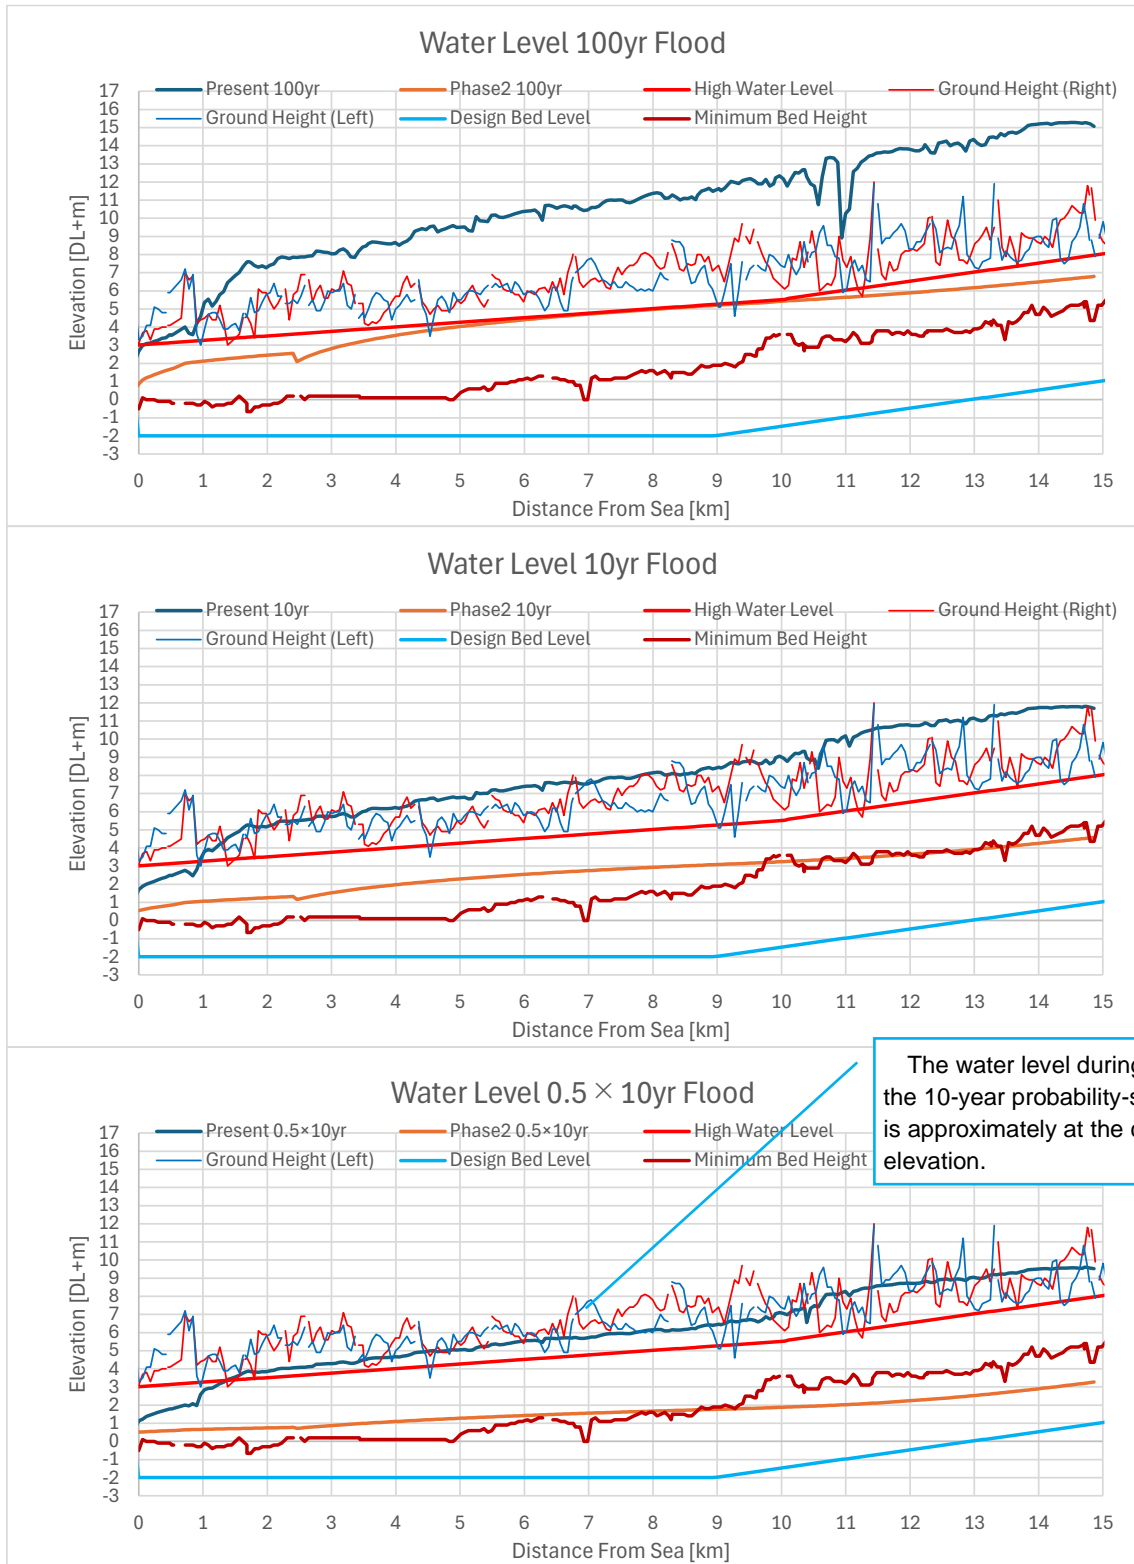 Water Level 100yr Flood
Present 100yr Phase2 100yr High Water Level Ground Height (Right)
Ground Height (Left) Design Bed Level Minimum Bed Height
Elevation [DL+m]
17
16
15
14
13
12
11
10
9
8
7
6
5
4
3
2
1
0
-1
-2
-3
0 1 2 3 4 5 6 7 8 9 10 11 12 13 14 15
Distance From Sea [km]
Water Level 10yr Flood
Present 10yr Phase2 10yr High Water Level Ground Height (Right)
Ground Height (Left) Design Bed Level Minimum Bed Height
Elevation [DL+m]
17
16
15
14
13
12
11
10
9
8
7
6
5
4
3
2
1
0
-1
-2
-3
0 1 2 3 4 5 6 7 8 9 10 11 12 13 14 15
Distance From Sea [km]
The water level during
the 10-year probability-s
is approximately at the
elevation.
Water Level 0.5 × 10yr Flood
Present 0.5×10yr Phase2 0.5×10yr High Water Level
Ground Height (Left) Design Bed Level Minimum Bed Height
Elevation [DL+m]
17
16
15
14
13
12
11
10
9
8
7
6
5
4
3
2
1
0
-1
-2
-3
0 1 2 3 4 5 6 7 8 9 10 11 12 13 14 15
Distance From Sea [km]